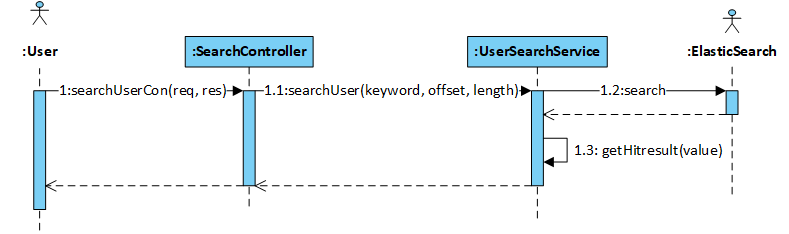 :User
:SearchController
:UserSearchService
:ElasticSearch
1:searchUserCon(req, res)
1.1:searchUser(keyword, offset, length)
1.2:search
1.3: getHitresult(value)